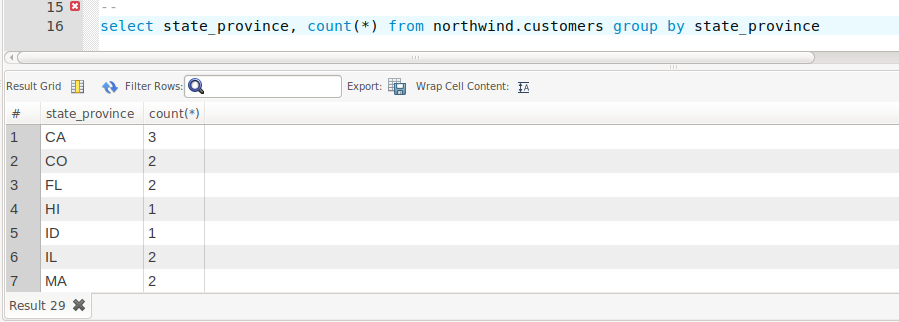 15 --
16 select state_province, count(*) from northwind.customers group by state_province
Result Grid Filter Rows: Export: Wrap Cell Content: IA
# state_province count(*)
1 CA 3
2 CO 2
3 FL 2
4 HI 1
5 ID 1
6 IL 2
7 MA 2
Result 29